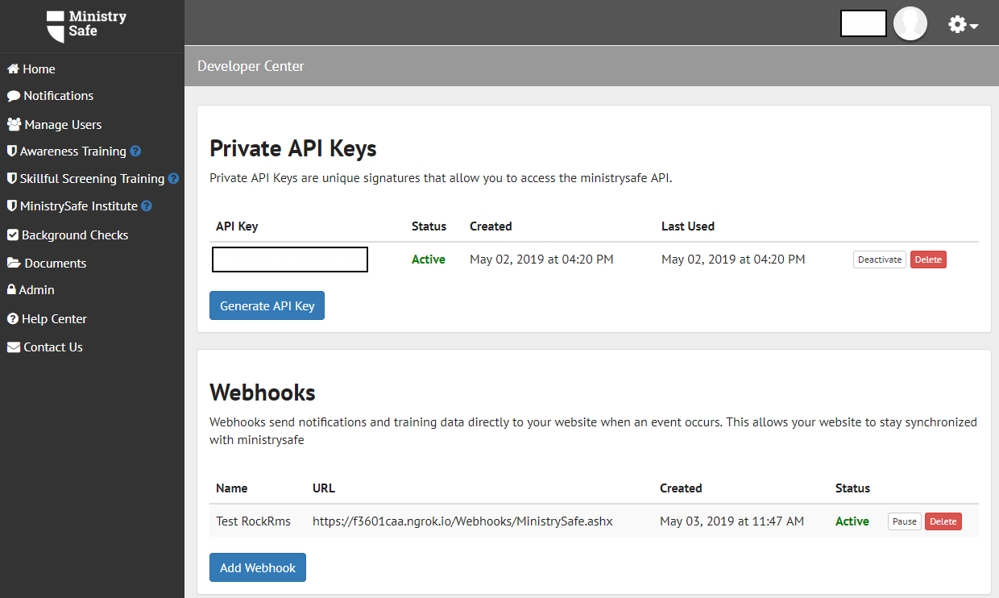 Ministry
Safe
Developer Center
Home
Notifications
Manage Users
Awareness Training ?
Skillful Screening Training ?
MinistrySafe Institute ?
Background Checks
Documents
Admin
? Help Center
Contact Us
Private API Keys
Private API Keys are unique signatures that allow you to access the ministrysafe API.
API Key Status Created Last Used
Active May 02, 2019 at 04:20 PM May 02, 2019 at 04:20 PM Deactivate Delete
Generate API Key
Webhooks
Webhooks send notifications and training data directly to your website when an event occurs. This allows your website to stay synchronized
with ministrysafe
Name URL Created Status
Test RockRms https://f3601caa.ngrok.io/Webhooks/MinistrySafe.ashx May 03, 2019 at 11:47 AM Active Pause Delete
Add Webhook